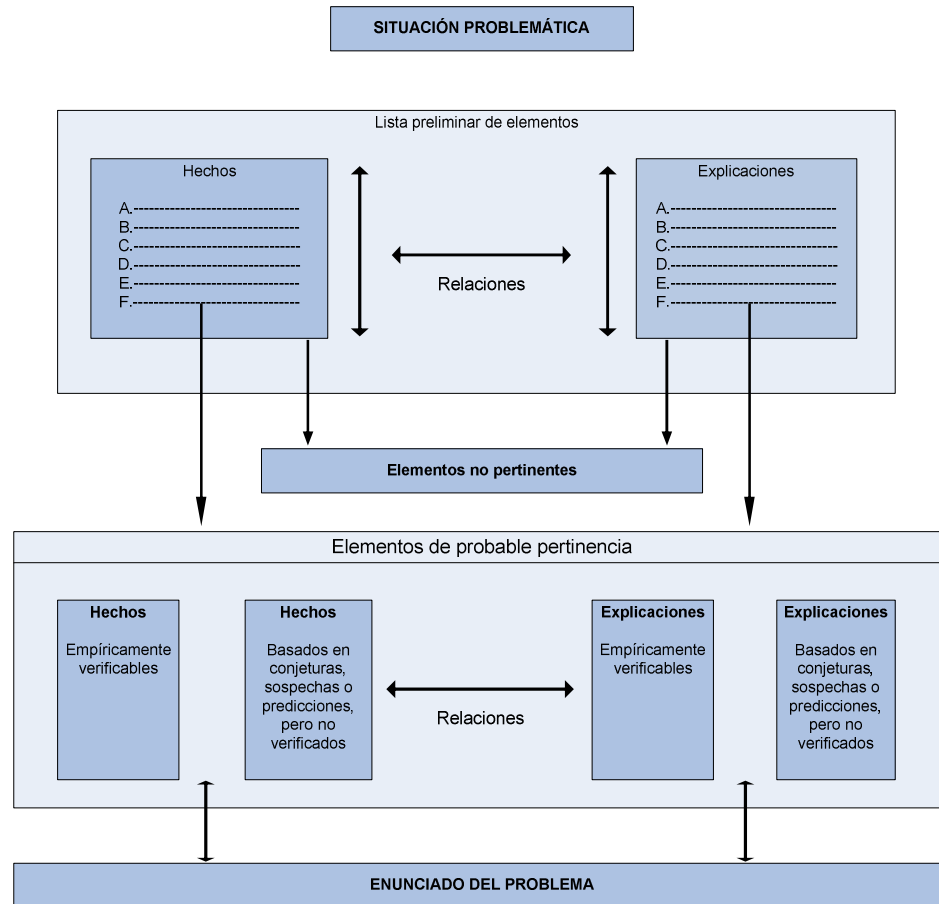 SITUACIÓN PROBLEMÁTICA
Lista preliminar de elementos
Hechos
A.----------------------------
B.----------------------------
C.----------------------------
D.----------------------------
E.----------------------------
F.----------------------------
Relaciones
Explicaciones
A.----------------------------
B.----------------------------
C.----------------------------
D.----------------------------
E.----------------------------
F.----------------------------
Elementos no pertinentes
Elementos de probable pertinencia
Hechos
Empíricamente
verificables
Hechos
Basados en
conjeturas,
sospechas o
predicciones,
pero no
verificados
Relaciones
Explicaciones
Empíricamente
verificables
Explicaciones
Basados en
conjeturas,
sospechas o
predicciones,
pero no
verificados
ENUNCIADO DEL PROBLEMA